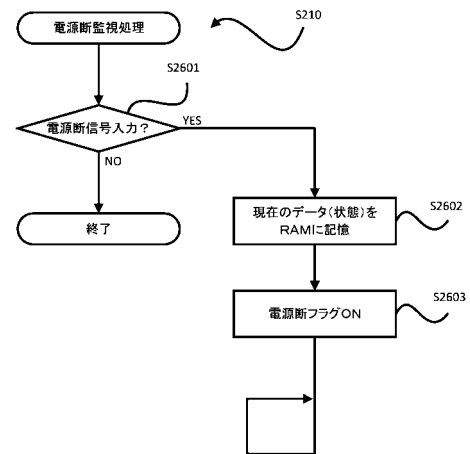 電源断監視処理
S210
S2601
電源断信号入力？
YES
NO
終了
現在のデータ(状態)を
RAMに記憶
S2602
電源断フラグON
S2603